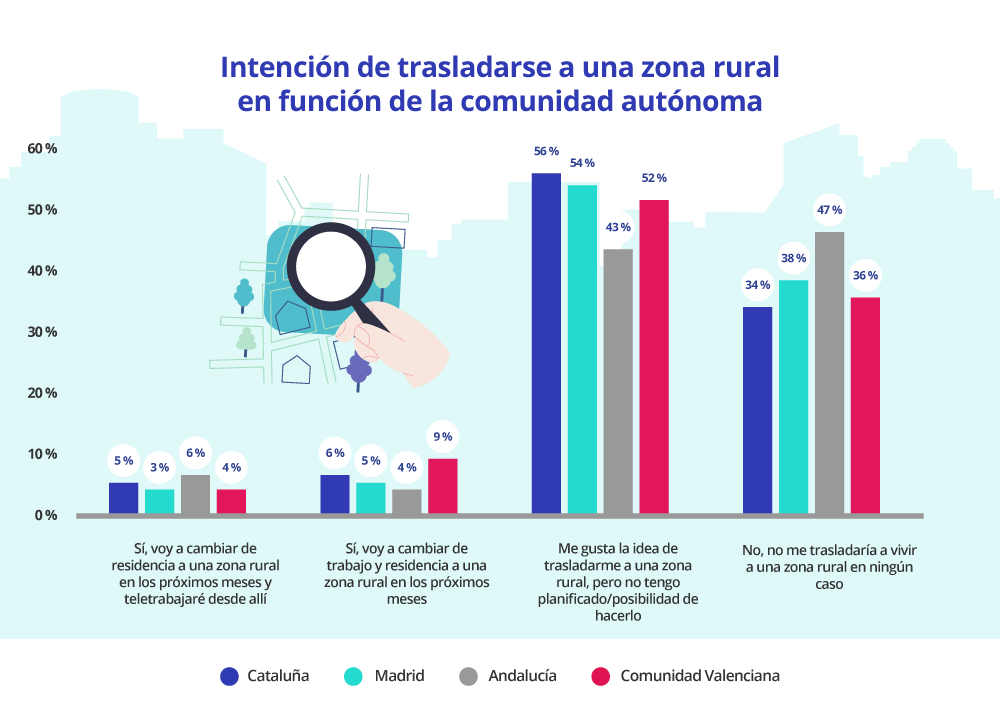 Intención de trasladarse a una zona rural
en función de la comunidad autónoma
60 %
50 %
40 %
30 %
20 %
10 %
0 %
5 %
3 %
6 %
4 %
6 %
5 %
4 %
9 %
56 %
54 %
43 %
52 %
34 %
38 %
47 %
36 %
Sí, voy a cambiar de
residencia a una zona rural
en los próximos meses y
teletrabajaré desde allí
Sí, voy a cambiar de
trabajo y residencia a una
zona rural en los próximos
meses
Me gusta la idea de
trasladarme a una zona
rural, pero no tengo
planificado/posibilidad de
hacerlo
No, no me trasladaría a vivir
a una zona rural en ningún
caso
Cataluña
Madrid
Andalucía
Comunidad Valenciana